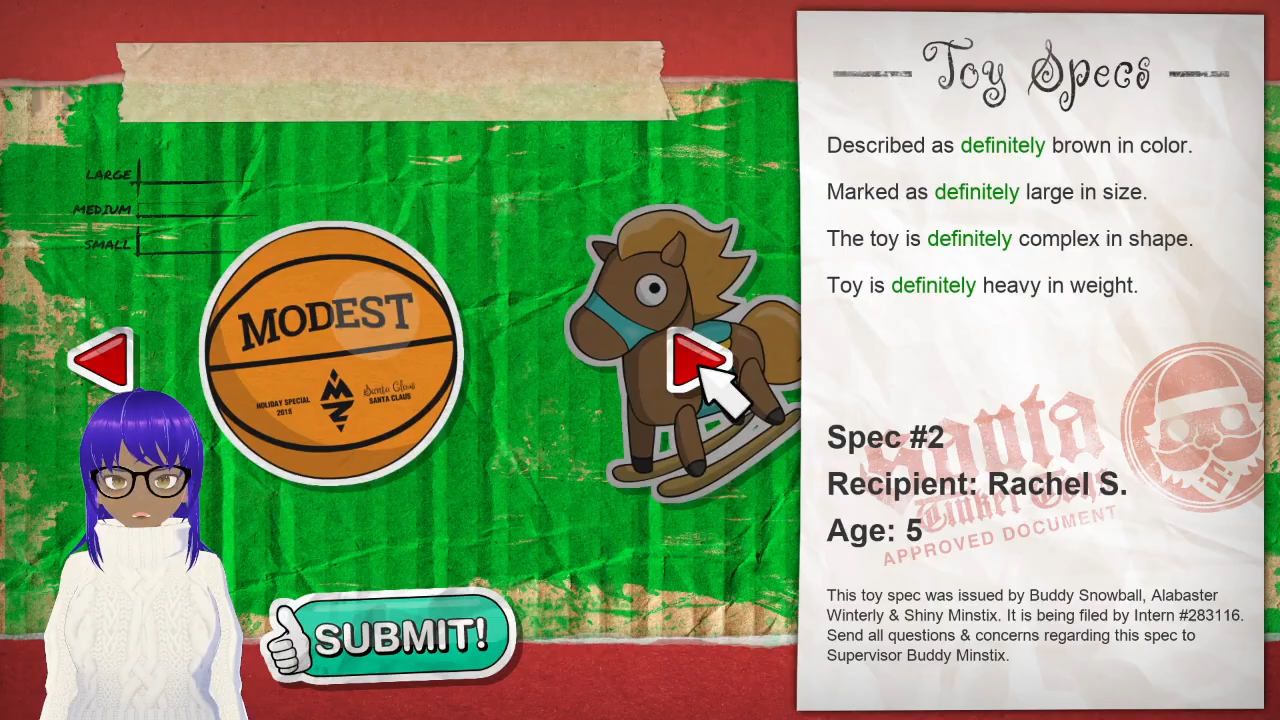 LARGE
MEDIUM
SMALL
MODEST
HOLIDAY SPECIAL
2018
Santa Claus
SANTA CLAUS
SUBMIT!
Toy Specs
Described as definitely brown in color.
Marked as definitely large in size.
The toy is definitely complex in shape.
Toy is definitely heavy in weight.
Spec #2
Recipient: Rachel S.
Age: 5
Santa
Tinker Corps
APPROVED DOCUMENT
This toy spec was issued by Buddy Snowball, Alabaster
Winterly & Shiny Minstix. It is being filed by Intern #283116.
Send all questions & concerns regarding this spec to
Supervisor Buddy Minstix.